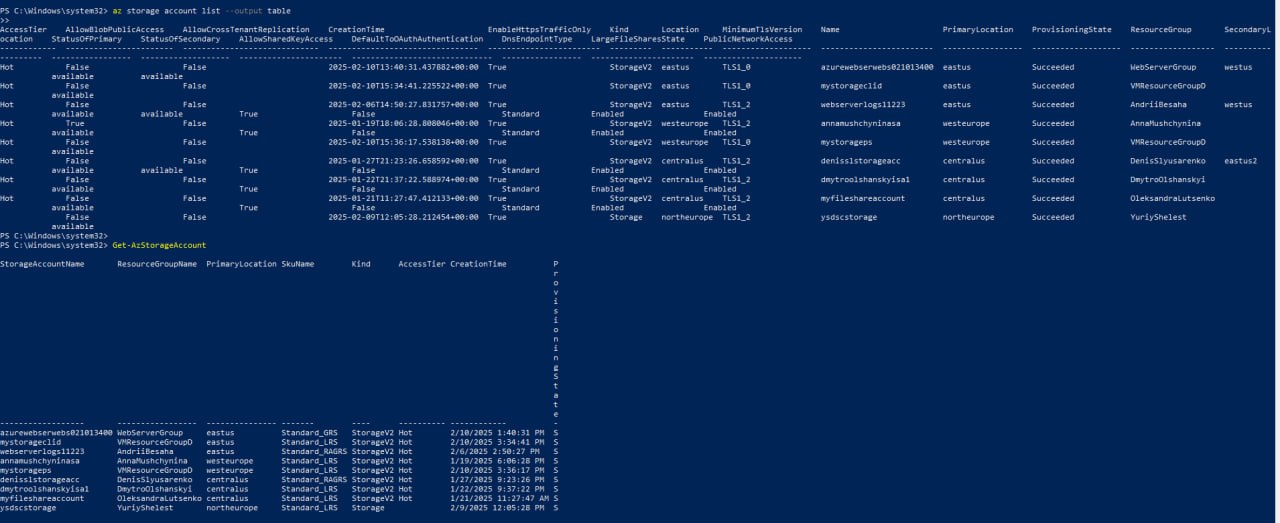 PS C:\Windows\system32> az storage account list --output table
>>
AccessTier AllowBlobPublicAccess AllowCrossTenantReplication CreationTime EnableHttpsTrafficOnly Kind Location MinimumTlsVersion Name PrimaryLocation ProvisioningState ResourceGroup SecondaryL
ocation StatusOfPrimary StatusOfSecondary AllowSharedKeyAccess DefaultToOAuthAuthentication DnsEndpointType LargeFileSharesState PublicNetworkAccess
Hot False False 2025-02-10T13:40:31.437882+00:00 True StorageV2 eastus TLS1_0 azurewebserwebs021013400 eastus Succeeded WebServerGroup westus
available available
Hot False False 2025-02-10T15:34:41.225522+00:00 True StorageV2 eastus TLS1_0 mystorageclid eastus Succeeded VMResourceGroupD
available
Hot False False 2025-02-06T14:50:27.831757+00:00 True StorageV2 eastus TLS1_2 webserverlogs11223 eastus Succeeded AndriiBesaha westus
available available True False Standard Enabled Enabled
Hot True False 2025-01-19T18:06:28.808046+00:00 True StorageV2 westeurope TLS1_2 annamushchyninasa westeurope Succeeded AnnaMushchynina
available True False Standard Enabled Enabled
Hot False False 2025-02-10T15:36:17.538138+00:00 True StorageV2 westeurope TLS1_0 mystorageps westeurope Succeeded VMResourceGroupD
available
Hot False False 2025-01-27T21:23:26.658592+00:00 True StorageV2 centralus TLS1_2 denisslstorageacc centralus Succeeded DenisSlyusarenko eastus2
available available True False Standard Enabled Enabled
Hot False False 2025-01-22T21:37:22.588974+00:00 True StorageV2 centralus TLS1_2 dmytroolshanskyisa1 centralus Succeeded DmytroOlshanskyi
available True False Standard Enabled Enabled
Hot False False 2025-01-21T11:27:47.412133+00:00 True StorageV2 centralus TLS1_2 myfileshareaccount centralus Succeeded OleksandraLutsenko
available True False Standard Enabled Enabled
False False 2025-02-09T12:05:28.212454+00:00 True Storage northeurope TLS1_2 ysdscstorage northeurope Succeeded YuriyShelest
available
PS C:\Windows\system32>
PS C:\Windows\system32> Get-AzStorageAccount
StorageAccountName ResourceGroupName PrimaryLocation SkuName Kind AccessTier CreationTime P
r
o
v
i
s
i
o
n
i
n
g
S
t
a
t
e
azurewebserwebs021013400 WebServerGroup eastus Standard_GRS StorageV2 Hot 2/10/2025 1:40:31 PM S
mystorageclid VMResourceGroupD eastus Standard_LRS StorageV2 Hot 2/10/2025 3:34:41 PM S
webserverlogs11223 AndriiBesaha eastus Standard_RAGRS StorageV2 Hot 2/6/2025 2:50:27 PM S
annamushchyninasa AnnaMushchynina westeurope Standard_LRS StorageV2 Hot 1/19/2025 6:06:28 PM S
mystorageps VMResourceGroupD westeurope Standard_LRS StorageV2 Hot 2/10/2025 3:36:17 PM S
denisslstorageacc DenisSlyusarenko centralus Standard_RAGRS StorageV2 Hot 1/27/2025 9:23:26 PM S
dmytroolshanskyisa1 DmytroOlshanskyi centralus Standard_LRS StorageV2 Hot 1/22/2025 9:37:22 PM S
myfileshareaccount OleksandraLutsenko centralus Standard_LRS StorageV2 Hot 1/21/2025 11:27:47 AM S
ysdscstorage YuriyShelest northeurope Standard_LRS Storage 2/9/2025 12:05:28 PM S